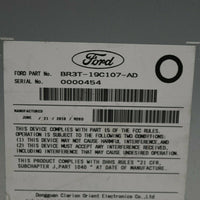 Ford
FORD PART No. BR3T-19C107-AD
SERIAL No. 0000454
MANUFACTURED
JUNE / 21 / 2010 /
THIS DEVICE COMPLIES WITH PART 15 OF THE FCC RULES.
OPERATION IS SUBJECT TO THE FOLLOWING TWO CONDITIONS:
(1) THIS DEVICE MAY NOT CAUSE HARMFUL INTERFERENCE, AND
(2) THIS DEVICE MUST ACCEPT ANY INTERFERENCE
RECEIVED, INCLUDING INTERFERENCE THAT MAY CAUSE
UNDESIRED OPERATION.
THIS PRODUCT COMPLIES WITH DHHS RULES "21 CFR,
SUBCHAPTER J, PART 1040 " AT DATE OF MANUFACTURE.
Dongguan Clarion Orient Electronics Co.,Ltd